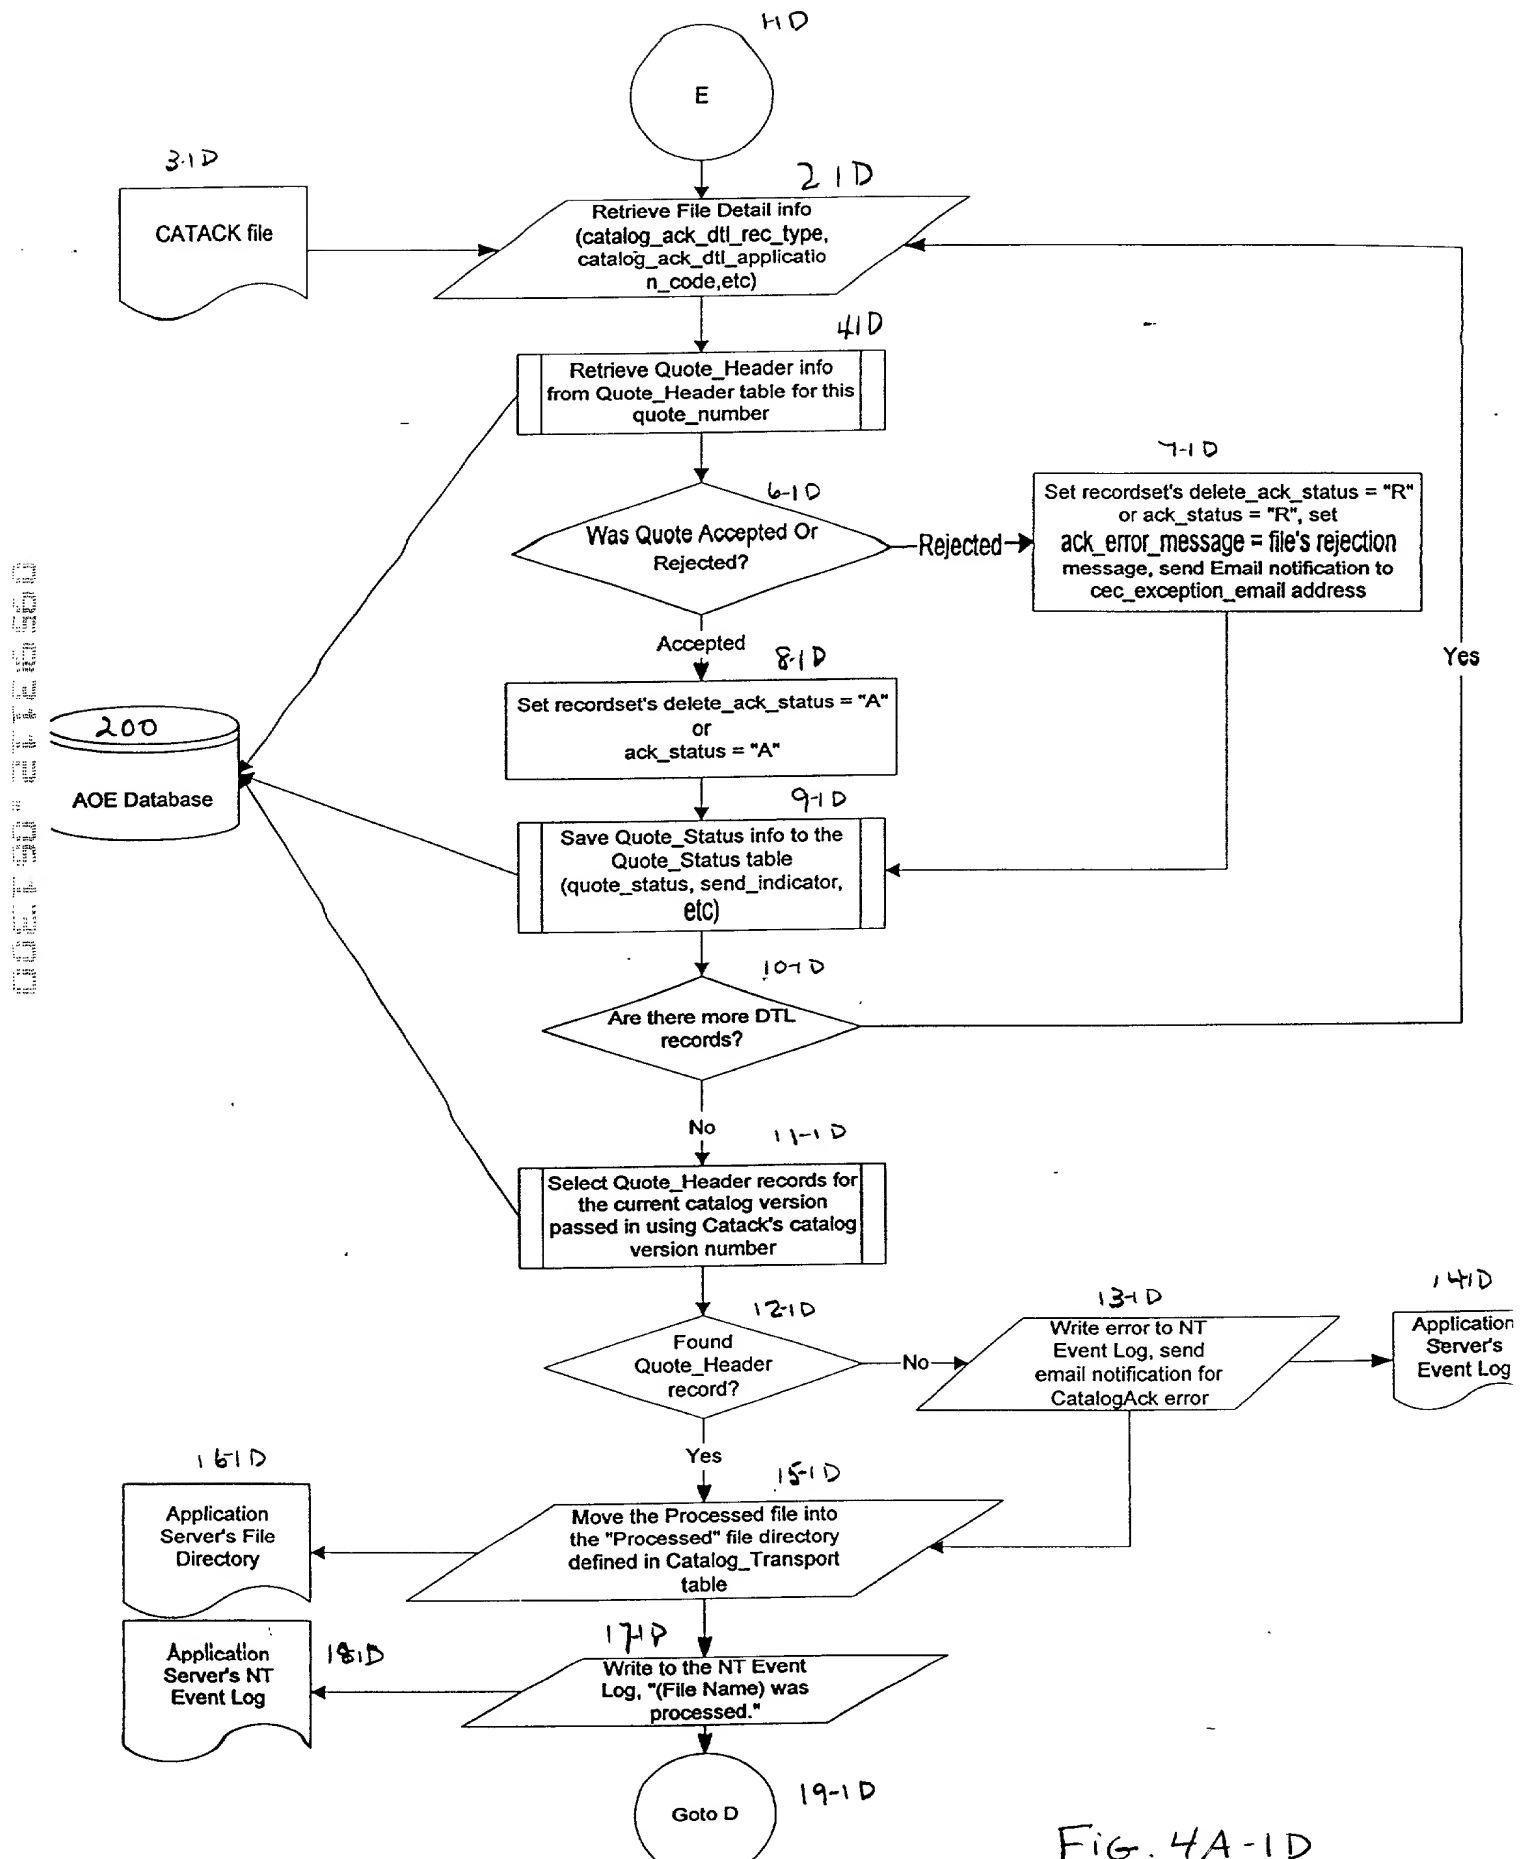 1-1D
E
3-1D
CATACK file
2-1D
Retrieve File Detail info
(catalog_ack_dtl_rec_type,
catalog_ack_dtl_applicatio
n_code,etc)
4-1D
Retrieve Quote_Header info
from Quote_Header table for this
quote_number
6-1D
Was Quote Accepted Or
Rejected?
Rejected
7-1D
Set recordset's delete_ack_status = "R"
or ack_status = "R", set
ack_error_message = file's rejection
message, send Email notification to
cec_exception_email address
Accepted
Yes
8-1D
Set recordset's delete_ack_status = "A"
or
ack_status = "A"
200
AOE Database
9-1D
Save Quote_Status info to the
Quote_Status table
(quote_status, send_indicator,
etc)
10-1D
Are there more DTL
records?
No
11-1D
Select Quote_Header records for
the current catalog version
passed in using Catack's catalog
version number
12-1D
Found
Quote_Header
record?
No
13-1D
Write error to NT
Event Log, send
email notification for
CatalogAck error
14-1D
Application
Server's
Event Log
Yes
16-1D
Application
Server's File
Directory
15-1D
Move the Processed file into
the "Processed" file directory
defined in Catalog_Transport
table
17-1D
Write to the NT Event
Log, "(File Name) was
processed."
18-1D
Application
Server's NT
Event Log
Goto D
19-1D
FIG. 4A-1D